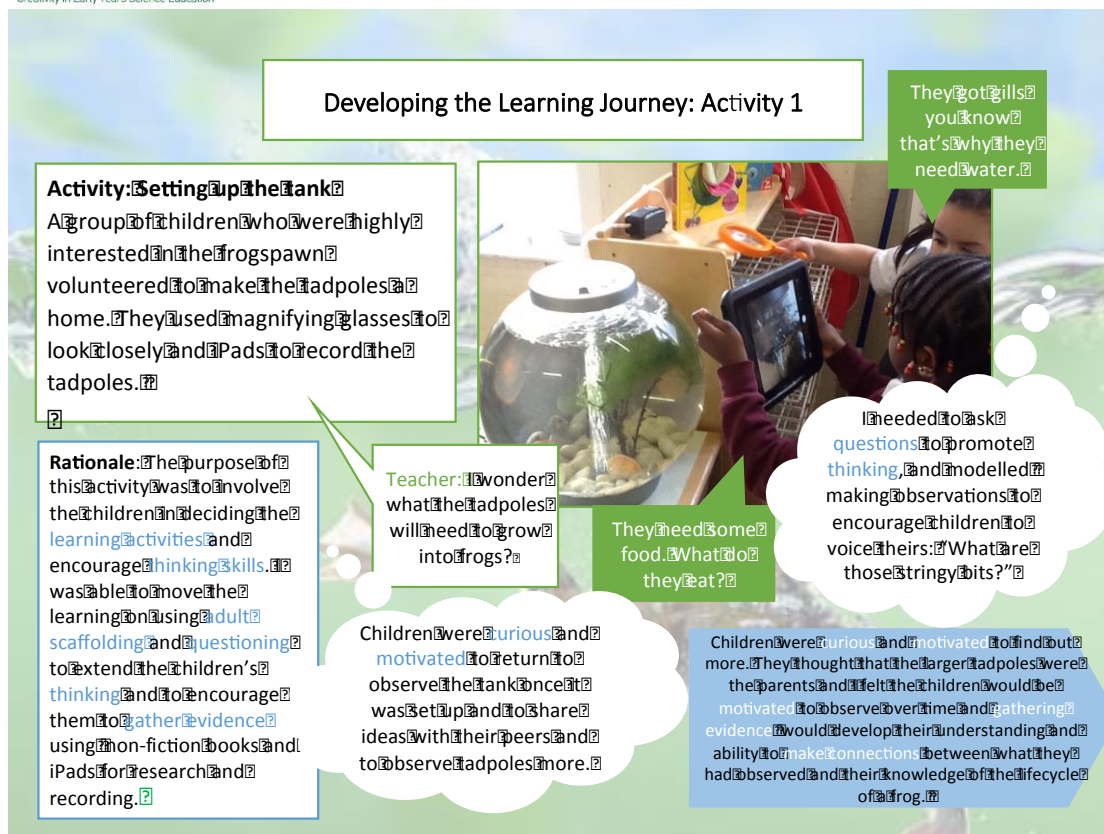 Developing the Learning Journey: Activity 1
They got gills
you know
that's why they
need water.
Activity: Setting up the tank
A group of children who were highly
interested in the frogspawn
volunteered to make the tadpoles a
home. They used magnifying glasses to
look closely and iPads to record the
tadpoles.
Rationale: The purpose of
this activity was to involve
the children in deciding the
learning activities and
encourage thinking skills. I
was able to move the
learning on using adult
scaffolding and questioning
to extend the children's
thinking and to encourage
them to gather evidence
using non-fiction books and
iPads for research and
recording.
Teacher: I wonder
what the tadpoles
will need to grow
into frogs?
They need some
food. What do
they eat?
I needed to ask
questions to promote
thinking, and modelled
making observations to
encourage children to
voice theirs: "What are
those stringy bits?"
Children were curious and
motivated to return to
observe the tank once it
was set up and to share
ideas with their peers and
to observe tadpoles more.
Children were curious and motivated to find out
more. They thought that the larger tadpoles were
the parents and I felt the children would be
motivated to observe over time and gathering
evidence would develop their understanding and
ability to make connections between what they
had observed and their knowledge of the lifecycle
of a frog.